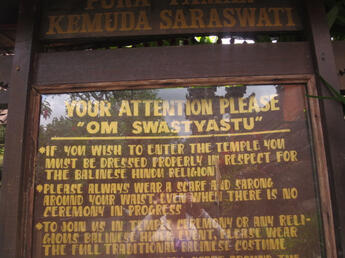 PURA TAMAN
KEMUDA SARASWATI
YOUR ATTENTION PLEASE
"OM SWASTYASTU"
• IF YOU WISH TO ENTER THE TEMPLE YOU
MUST BE DRESSED PROPERLY IN RESPECT FOR
THE BALINESE HINDU RELIGION
• PLEASE ALWAYS WEAR A SCARF AND SARONG
AROUND YOUR WAIST, EVEN WHEN THERE IS NO
CEREMONY IN PROGRESS
• TO JOIN US IN TEMPLE CEREMONY OR ANY RELI-
GIOUS BALINESE HINDU EVENT, PLEASE WEAR
THE FULL TRADITIONAL BALINESE COSTUME